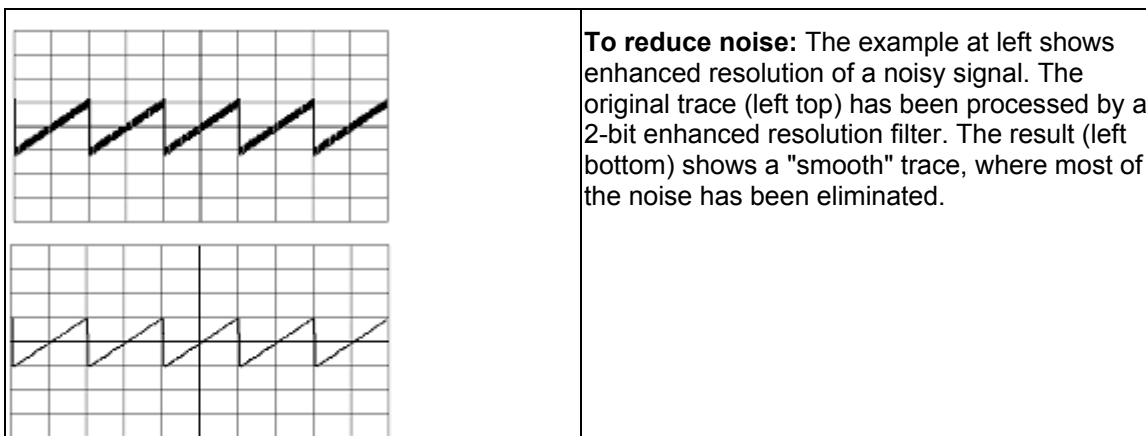 To reduce noise: The example at left shows
enhanced resolution of a noisy signal. The
original trace (left top) has been processed by a
2-bit enhanced resolution filter. The result (left
bottom) shows a "smooth" trace, where most of
the noise has been eliminated.